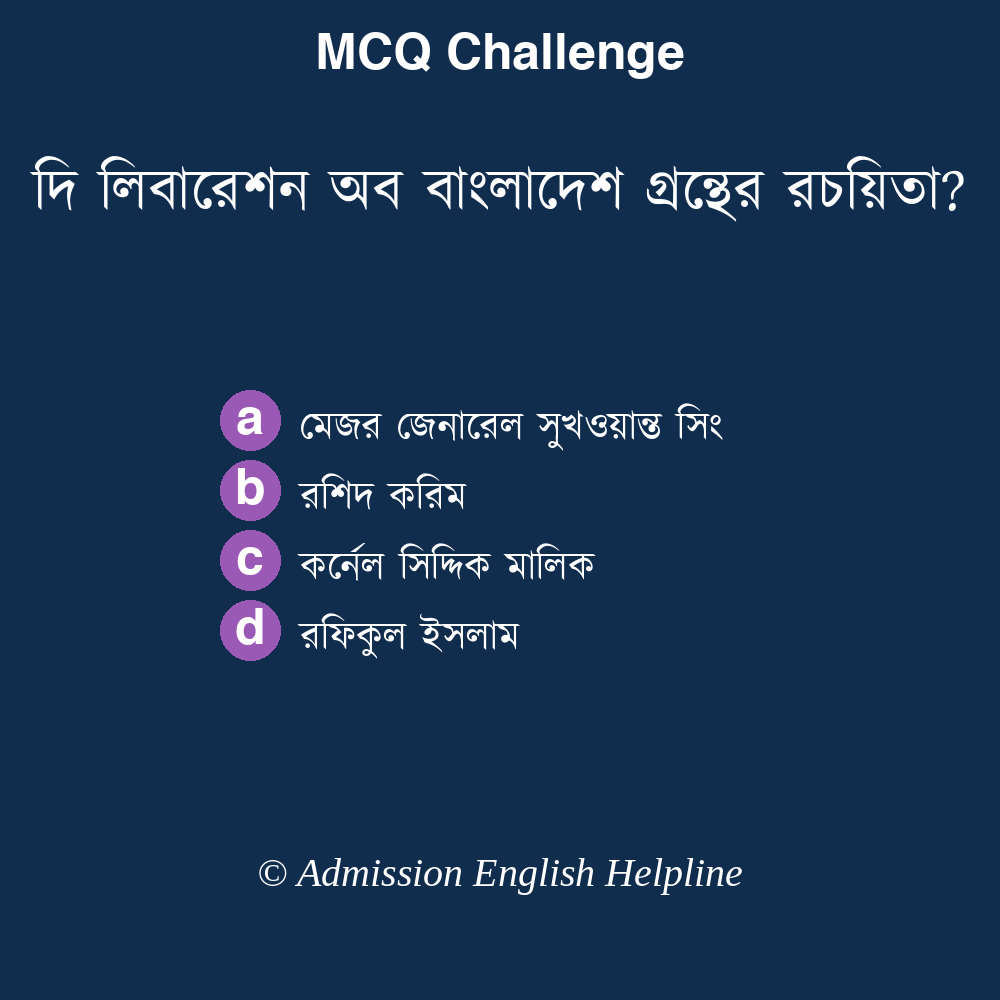 MCQ Challenge
দি লিবারেশন অব বাংলাদেশ গ্রন্থের রচয়িতা?
a মেজর জেনারেল সুখওয়ান্ত সিং
b রশিদ করিম
c কর্নেল সিদ্দিক মালিক
d রফিকুল ইসলাম
© Admission English Helpline